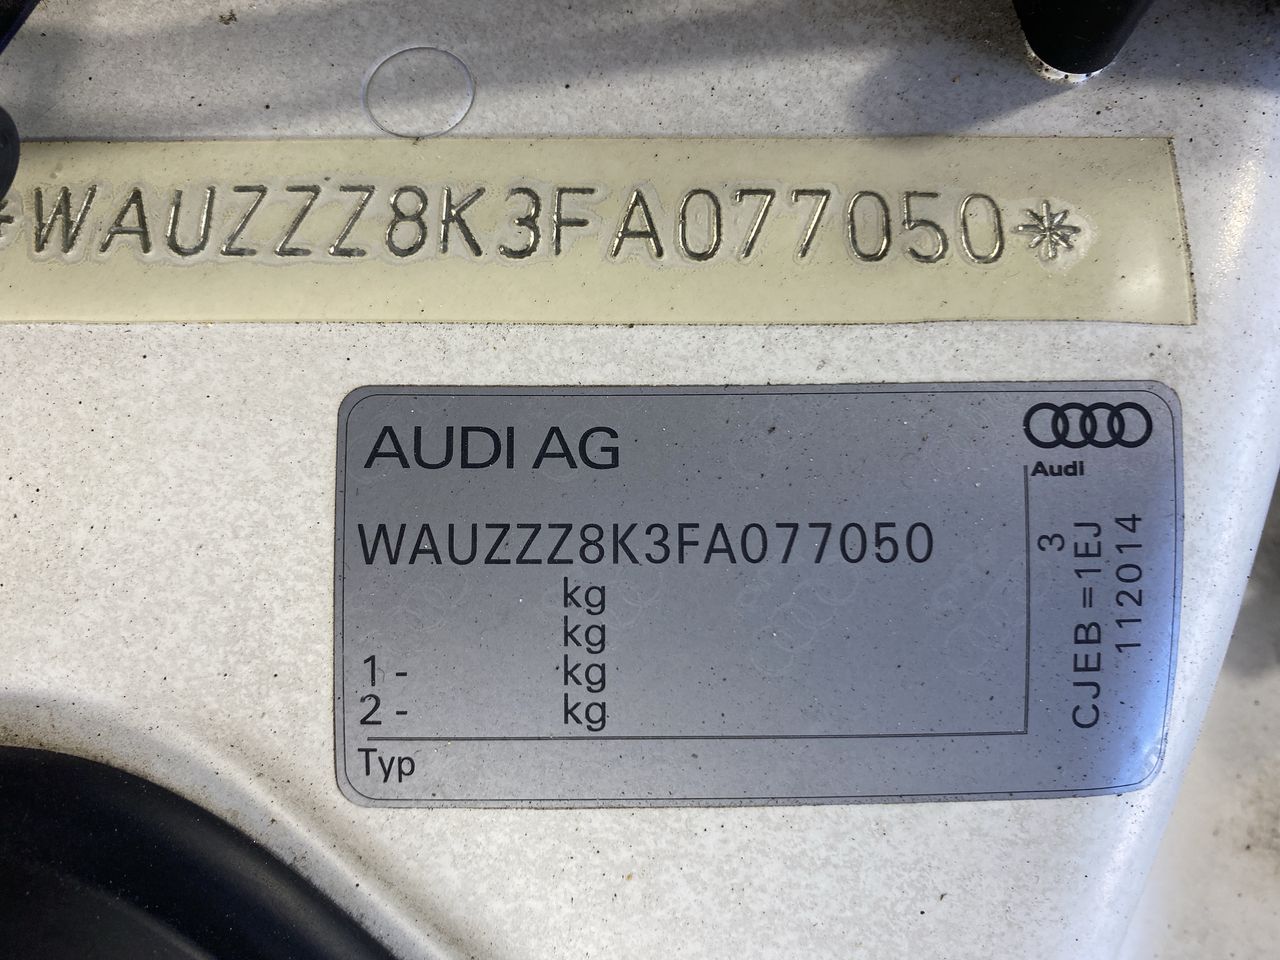 *WAUZZZ8K3FA077050*
AUDI AG
Audi
WAUZZZ8K3FA077050
kg
kg
1 - kg
2 - kg
Typ
3
CJEB=1EJ
112014